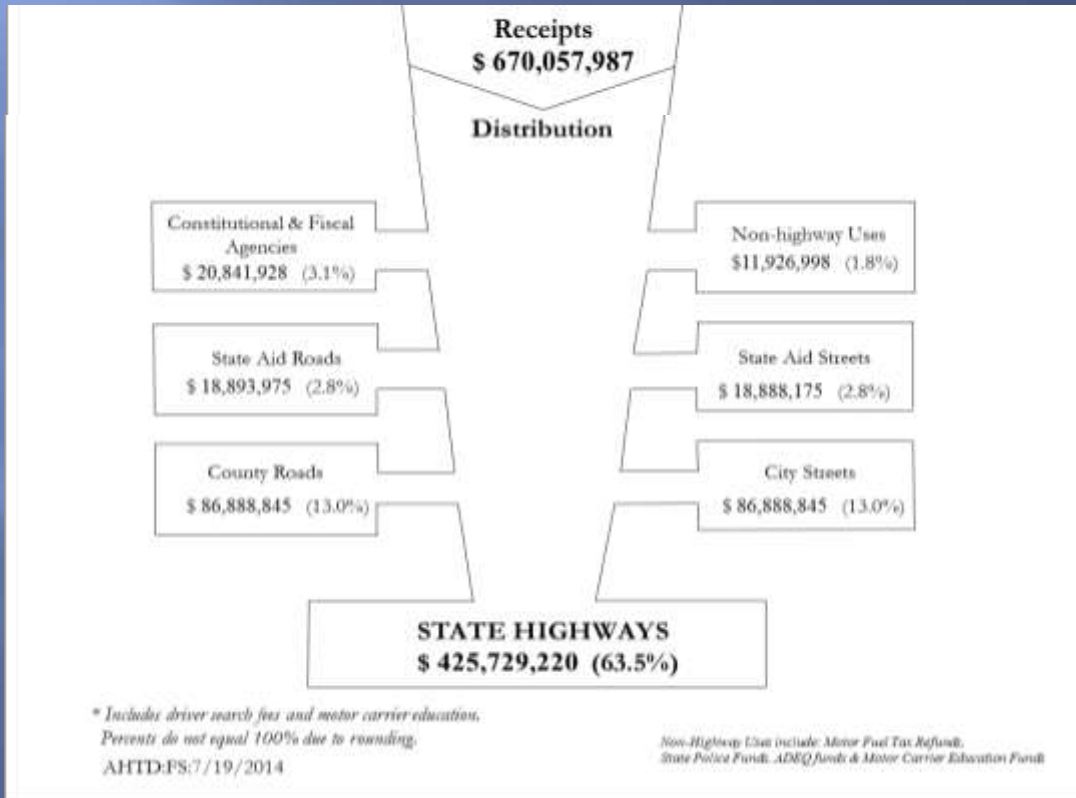 Receipts
$ 670,057,987
Distribution
Constitutional & Fiscal
Agencies
$ 20,841,928 (3.1%)
Non-highway Uses
$11,926,998 (1.8%)
State Aid Roads
$ 18,893,975 (2.8%)
State Aid Streets
$ 18,888,175 (2.8%)
County Roads
$ 86,888,845 (13.0%)
City Streets
$ 86,888,845 (13.0%)
STATE HIGHWAYS
$ 425,729,220 (63.5%)
* Includes driver search fees and motor carrier education.
Percents do not equal 100% due to rounding.
AHTD:FS:7/19/2014
Non-Highway Uses include: Motor Fuel Tax Refunds,
State Police Funds, ADEQ funds & Motor Carrier Education Funds